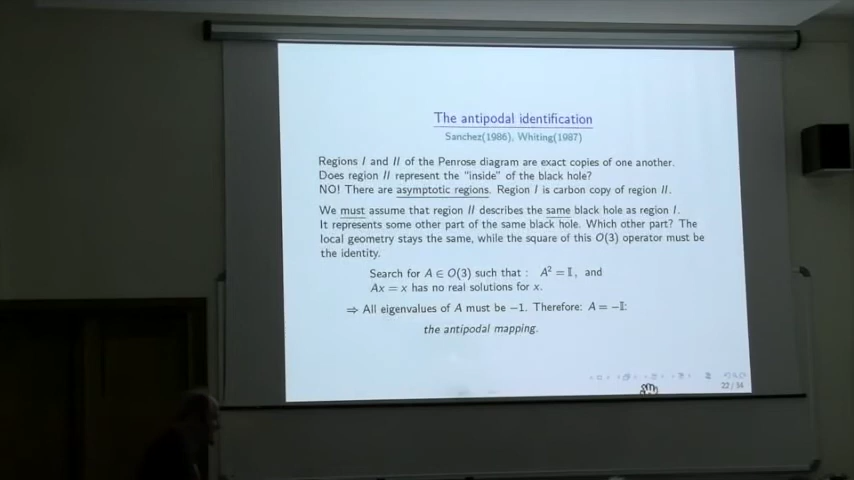 The antipodal identification
Sanchez(1986), Whiting(1987)
Regions I and II of the Penrose diagram are exact copies of one another.
Does region II represent the "inside" of the black hole?
NO! There are asymptotic regions. Region I is carbon copy of region II.
We must assume that region II describes the same black hole as region I.
It represents some other part of the same black hole. Which other part? The
local geometry stays the same, while the square of this O(3) operator must be
the identity.
Search for A ∈ O(3) such that : A² = 𝕀 , and
Ax = x has no real solutions for x.
⇒ All eigenvalues of A must be −1. Therefore: A = −𝕀:
the antipodal mapping.
22 / 34